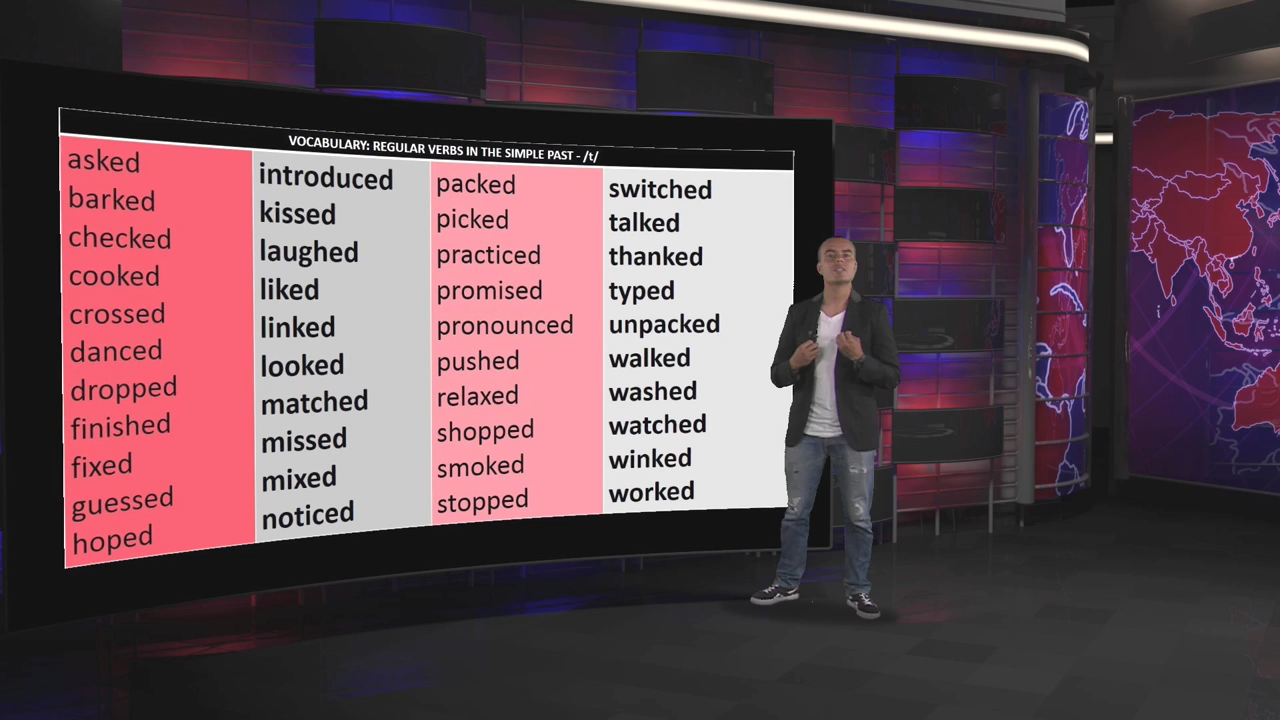 VOCABULARY: REGULAR VERBS IN THE SIMPLE PAST - /t/
asked
barked
checked
cooked
crossed
danced
dropped
finished
fixed
guessed
hoped
introduced
kissed
laughed
liked
linked
looked
matched
missed
mixed
noticed
packed
picked
practiced
promised
pronounced
pushed
relaxed
shopped
smoked
stopped
switched
talked
thanked
typed
unpacked
walked
washed
watched
winked
worked